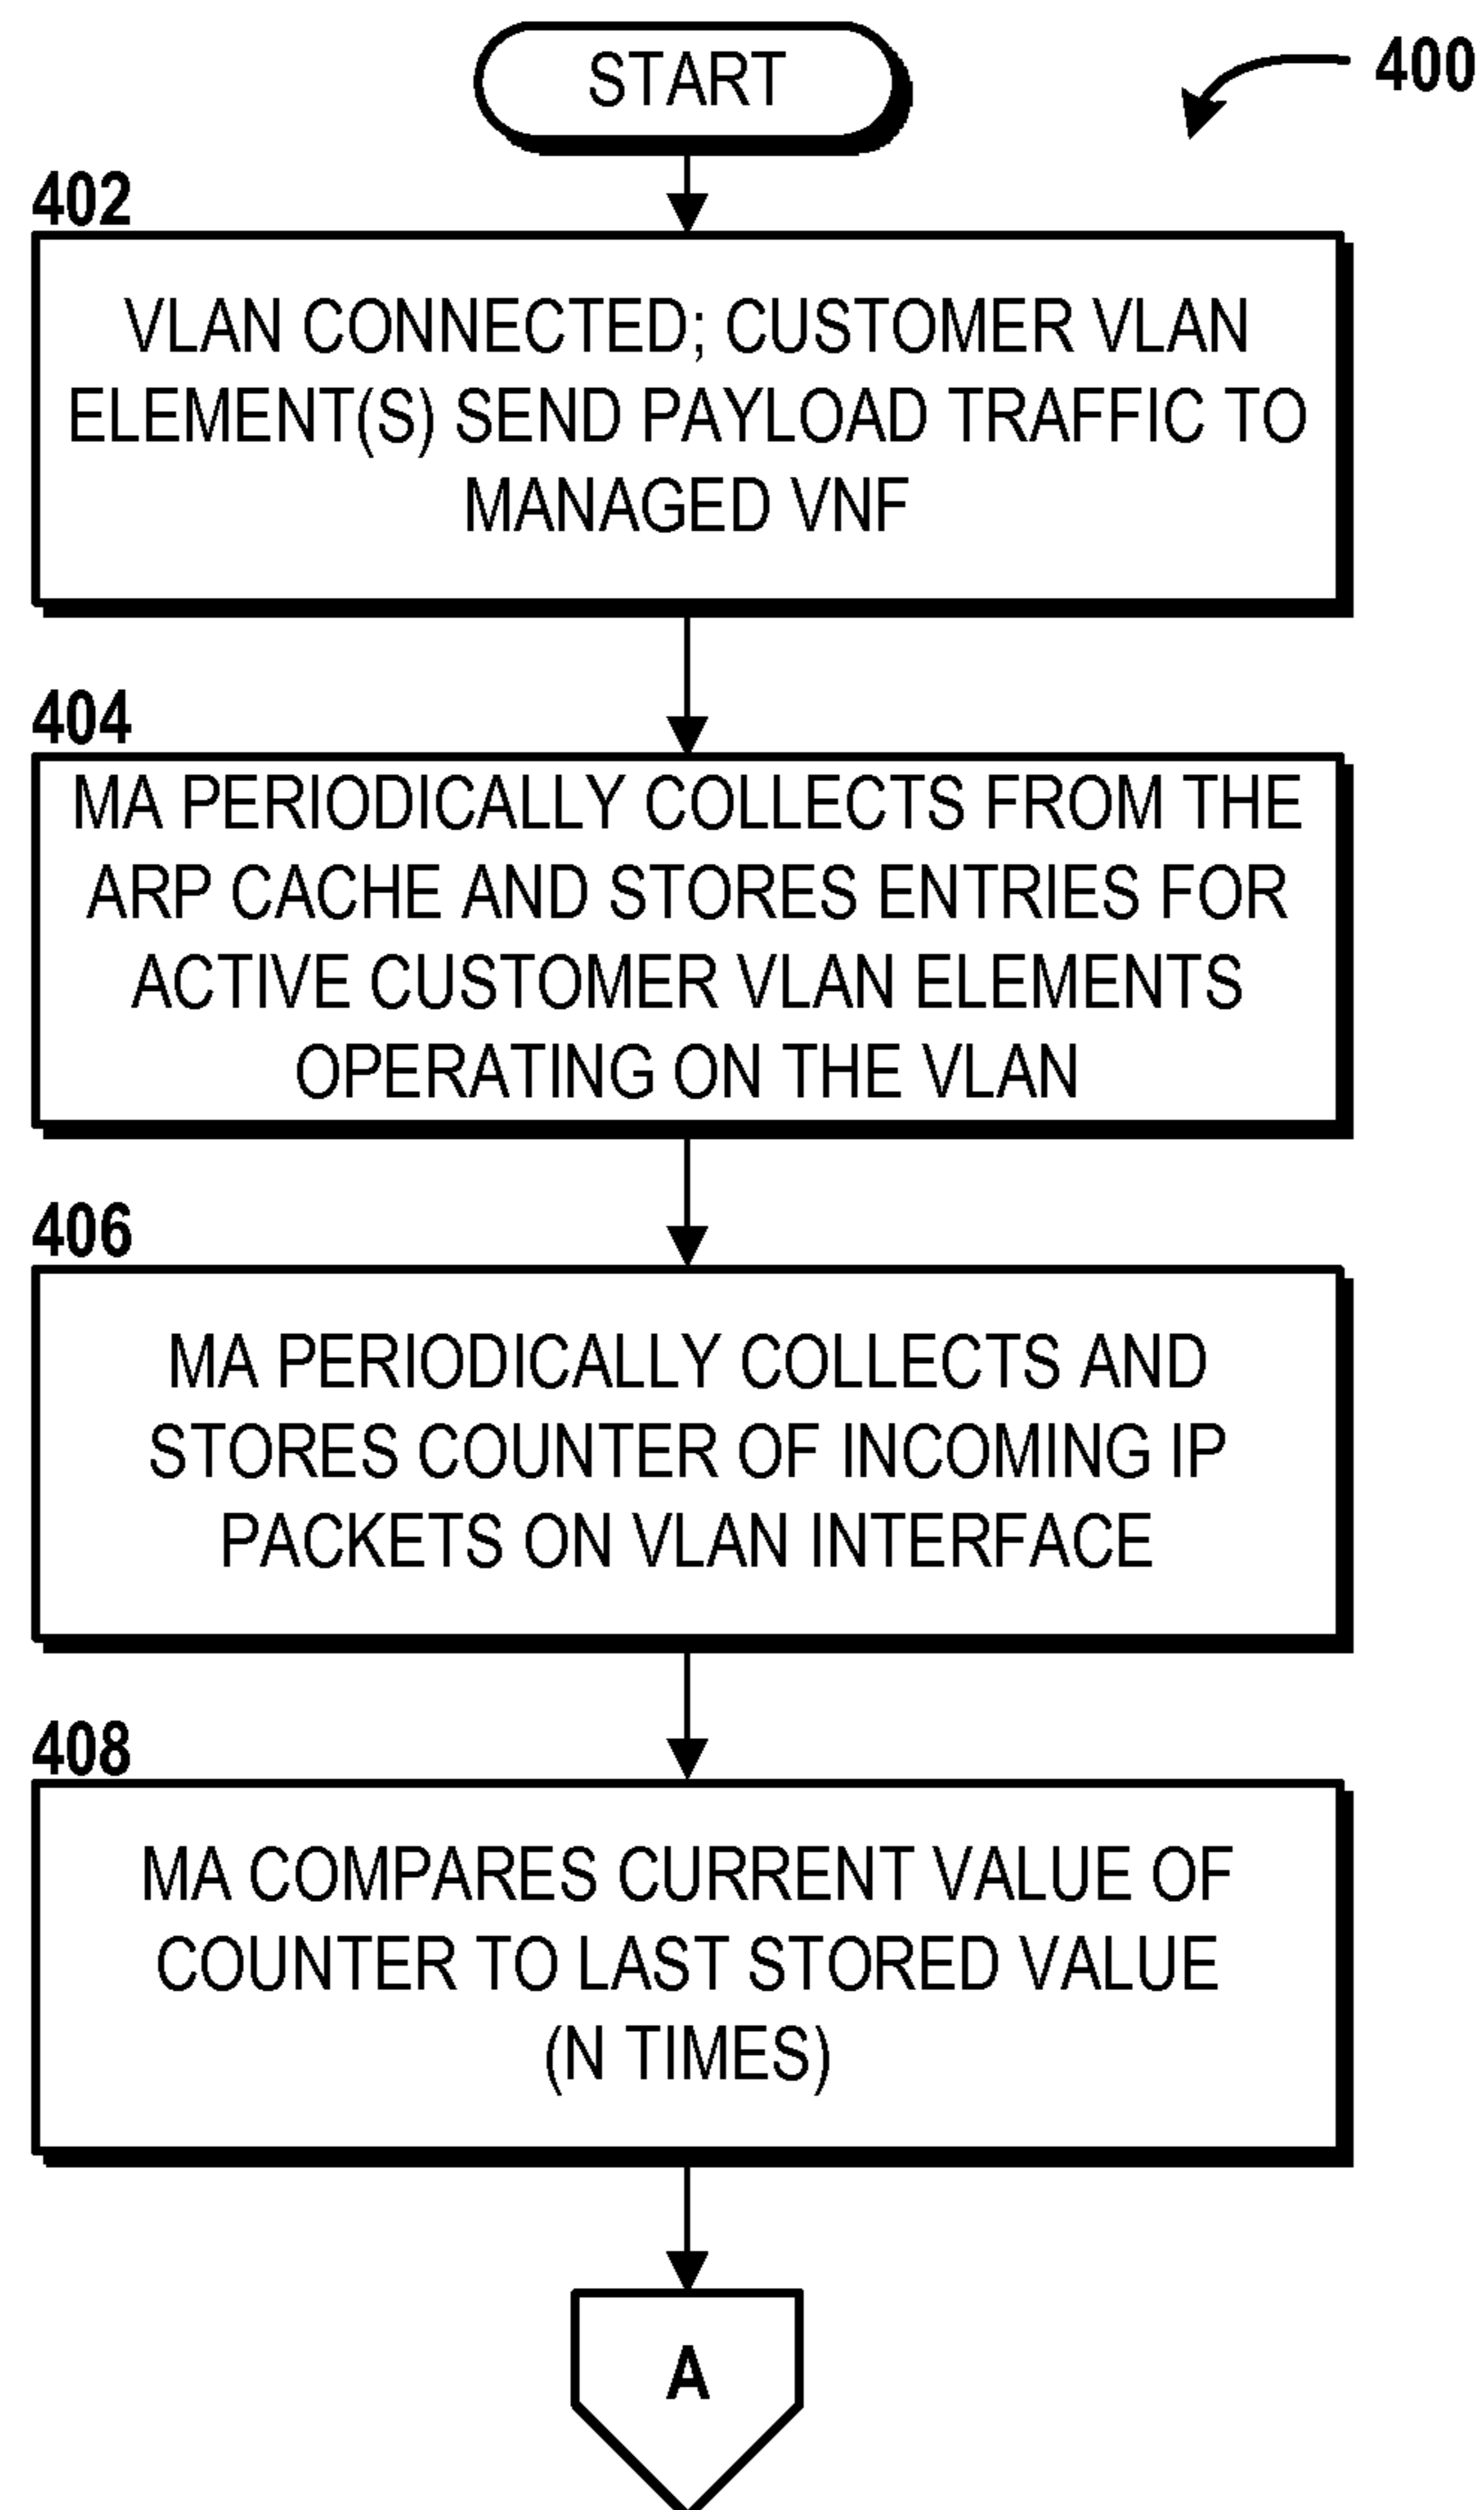 START
400
402
VLAN CONNECTED; CUSTOMER VLAN
ELEMENT(S) SEND PAYLOAD TRAFFIC TO
MANAGED VNF
404
MA PERIODICALLY COLLECTS FROM THE
ARP CACHE AND STORES ENTRIES FOR
ACTIVE CUSTOMER VLAN ELEMENTS
OPERATING ON THE VLAN
406
MA PERIODICALLY COLLECTS AND
STORES COUNTER OF INCOMING IP
PACKETS ON VLAN INTERFACE
408
MA COMPARES CURRENT VALUE OF
COUNTER TO LAST STORED VALUE
(N TIMES)
A